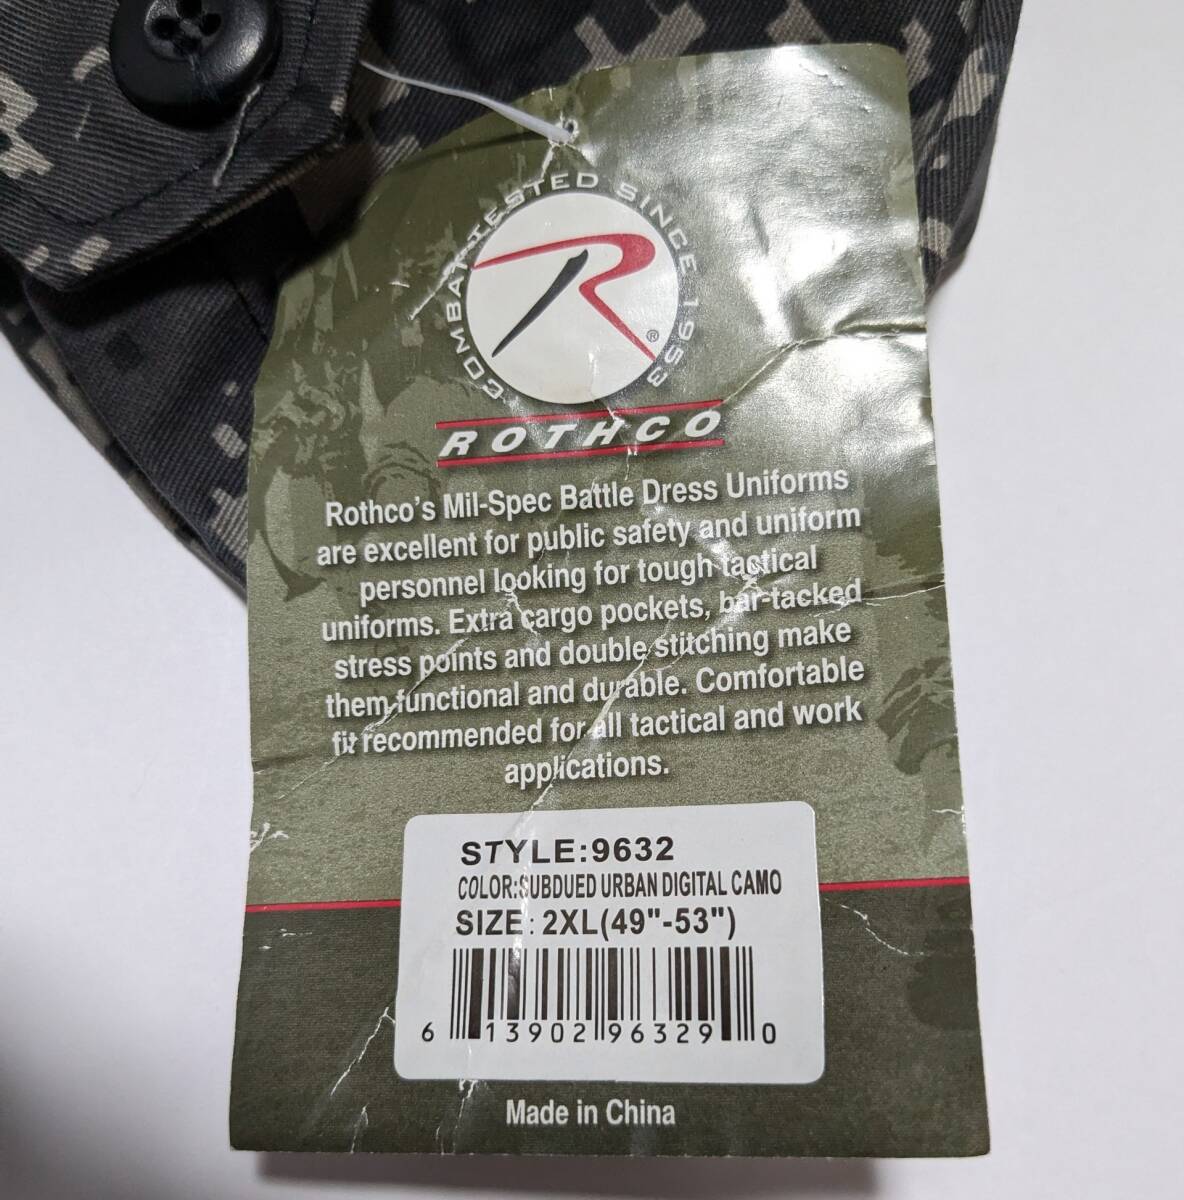 COMBAT TESTED SINCE 1953
R®
ROTHCO
Rothco's Mil-Spec Battle Dress Uniforms
are excellent for public safety and uniform
personnel looking for tough tactical
uniforms. Extra cargo pockets, bar-tacked
stress points and double stitching make
them functional and durable. Comfortable
fit recommended for all tactical and work
applications.
STYLE:9632
COLOR:SUBDUED URBAN DIGITAL CAMO
SIZE: 2XL(49"-53")
6 13902 96329 0
Made in China